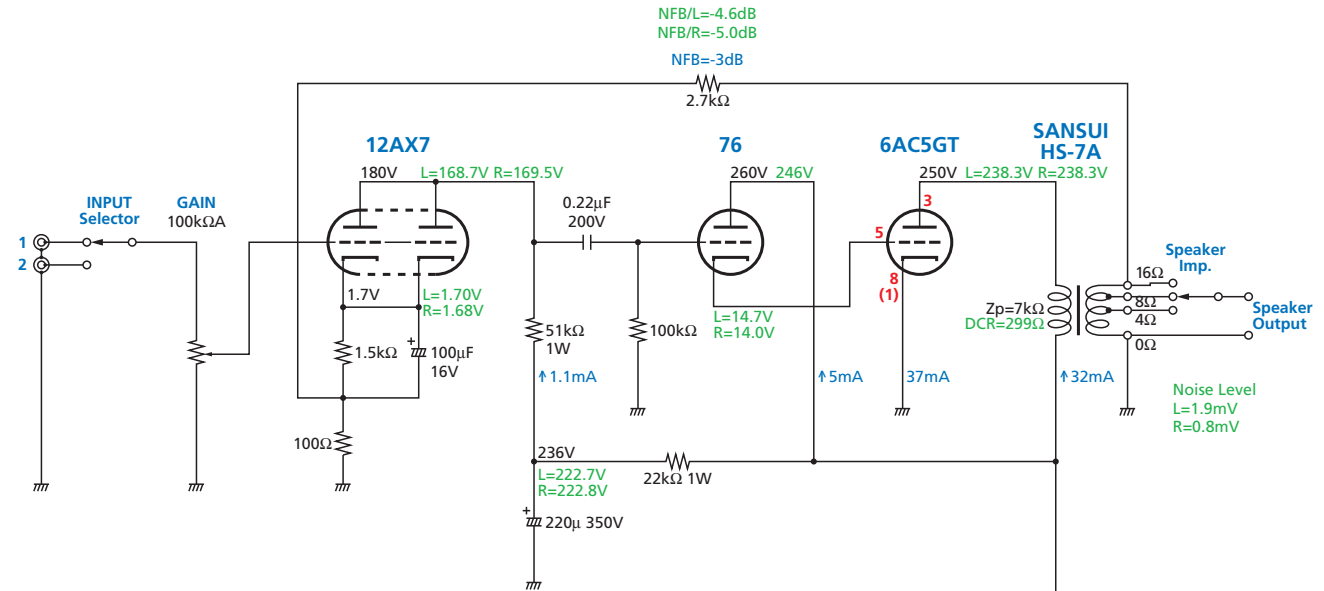 NFB/L=-4.6dB
NFB/R=-5.0dB
NFB=-3dB
2.7kΩ
12AX7
76
6AC5GT
SANSUI
HS-7A
180V
L=168.7V R=169.5V
260V 246V
250V L=238.3V R=238.3V
INPUT
Selector
GAIN
100kΩA
0.22μF
200V
3
5
8
(1)
1
2
1.7V
L=1.70V
R=1.68V
1.5kΩ
+
100μF
16V
51kΩ
1W
100kΩ
L=14.7V
R=14.0V
Zp=7kΩ
DCR=299Ω
16Ω
8Ω
4Ω
0Ω
Speaker
Imp.
Speaker
Output
↑1.1mA
↑5mA
37mA
↑32mA
Noise Level
L=1.9mV
R=0.8mV
100Ω
236V
L=222.7V
R=222.8V
22kΩ 1W
+
220μ 350V